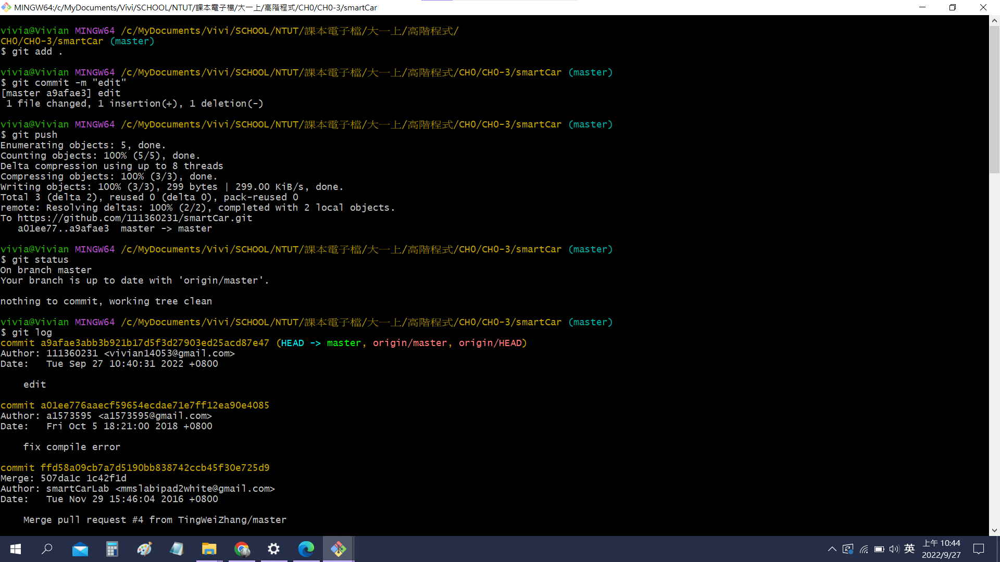 MINGW64:/c/MyDocuments/Vivi/SCHOOL/NTUT/課本電子檔/大一上/高階程式/CH0/CH0-3/smartCar
vivia@Vivian MINGW64 /c/MyDocuments/Vivi/SCHOOL/NTUT/課本電子檔/大一上/高階程式/
CH0/CH0-3/smartCar (master)
$ git add .
vivia@Vivian MINGW64 /c/MyDocuments/Vivi/SCHOOL/NTUT/課本電子檔/大一上/高階程式/CH0/CH0-3/smartCar (master)
$ git commit -m "edit"
[master a9afae3] edit
 1 file changed, 1 insertion(+), 1 deletion(-)
vivia@Vivian MINGW64 /c/MyDocuments/Vivi/SCHOOL/NTUT/課本電子檔/大一上/高階程式/CH0/CH0-3/smartCar (master)
$ git push
Enumerating objects: 5, done.
Counting objects: 100% (5/5), done.
Delta compression using up to 8 threads
Compressing objects: 100% (3/3), done.
Writing objects: 100% (3/3), 299 bytes | 299.00 KiB/s, done.
Total 3 (delta 2), reused 0 (delta 0), pack-reused 0
remote: Resolving deltas: 100% (2/2), completed with 2 local objects.
To https://github.com/111360231/smartCar.git
   a01ee77..a9afae3  master -> master
vivia@Vivian MINGW64 /c/MyDocuments/Vivi/SCHOOL/NTUT/課本電子檔/大一上/高階程式/CH0/CH0-3/smartCar (master)
$ git status
On branch master
Your branch is up to date with 'origin/master'.
nothing to commit, working tree clean
vivia@Vivian MINGW64 /c/MyDocuments/Vivi/SCHOOL/NTUT/課本電子檔/大一上/高階程式/CH0/CH0-3/smartCar (master)
$ git log
commit a9afae3abb3b921b17d5f3d27903ed25acd87e47 (HEAD -> master, origin/master, origin/HEAD)
Author: 111360231 <vivian14053@gmail.com>
Date:   Tue Sep 27 10:40:31 2022 +0800
    edit
commit a01ee776aaecf59654ecdae71e7ff12ea90e4085
Author: a1573595 <a1573595@gmail.com>
Date:   Fri Oct 5 18:21:00 2018 +0800
    fix compile error
commit ffd58a09cb7a7d5190bb838742ccb45f30e725d9
Merge: 507da1c 1c42f1d
Author: smartCarLab <mmslabipad2white@gmail.com>
Date:   Tue Nov 29 15:46:04 2016 +0800
    Merge pull request #4 from TingWeiZhang/master
英
上午 10:44
2022/9/27